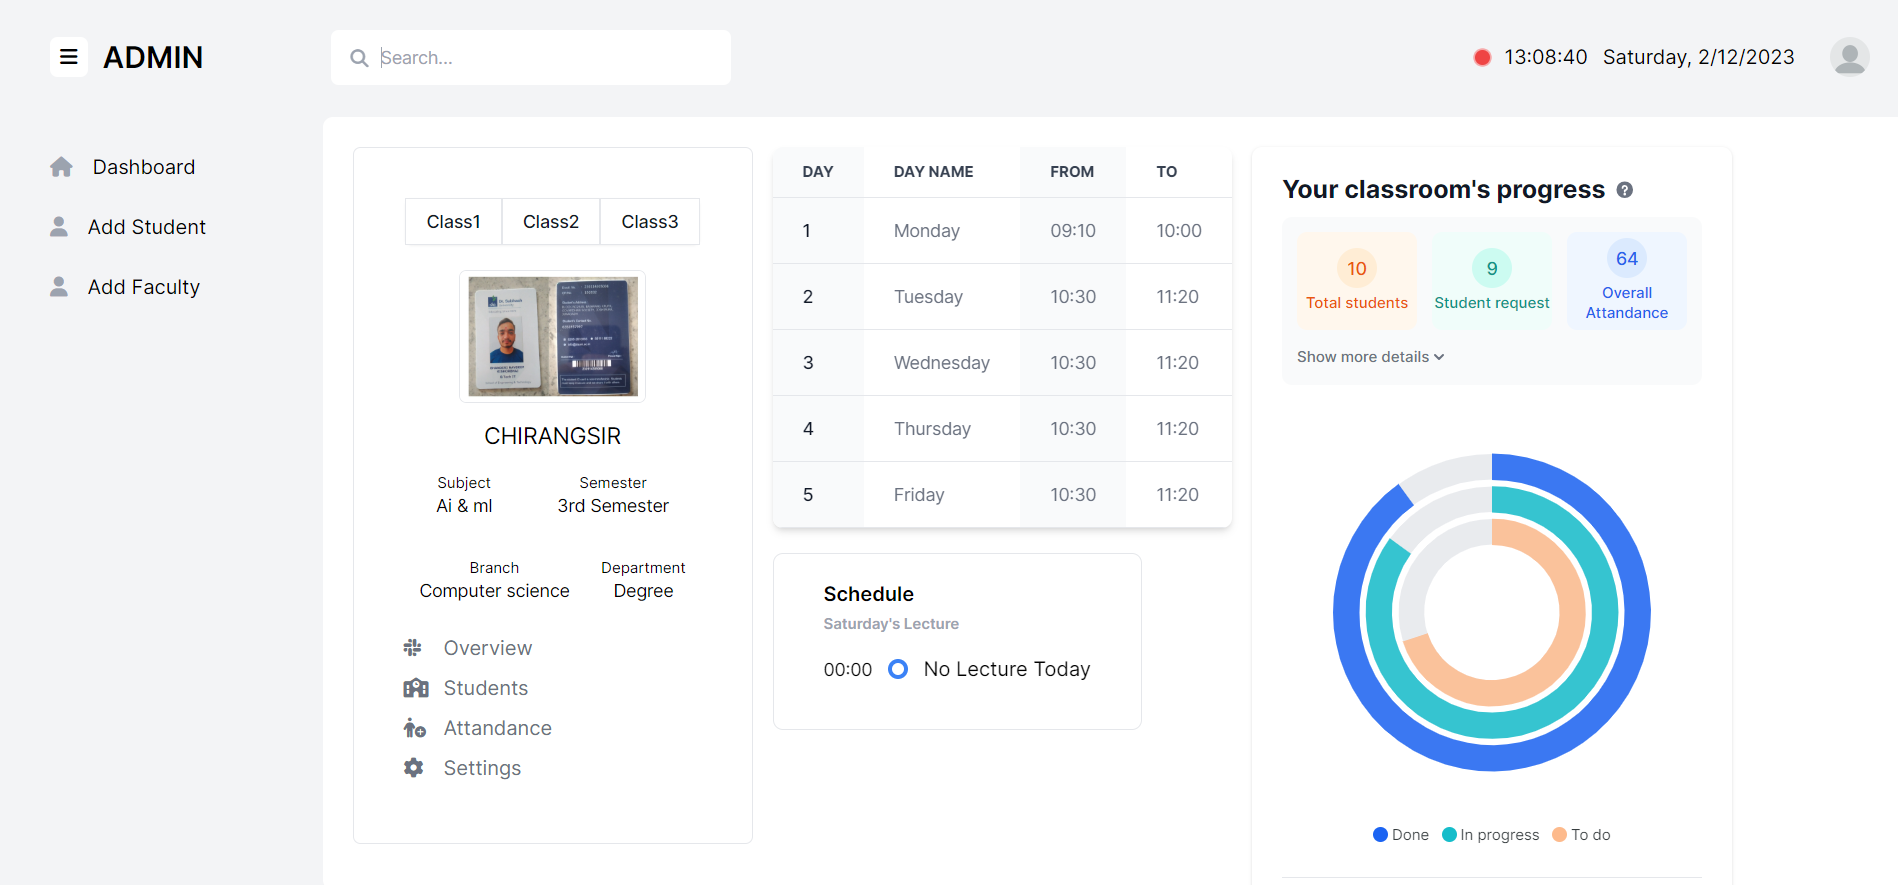 ADMIN
Search...
13:08:40 Saturday, 2/12/2023
Dashboard
Add Student
Add Faculty
Class1 Class2 Class3
CHIRANGSIR
Subject Semester
Ai & ml 3rd Semester
Branch Department
Computer science Degree
Overview
Students
Attandance
Settings
DAY DAY NAME FROM TO
1 Monday 09:10 10:00
2 Tuesday 10:30 11:20
3 Wednesday 10:30 11:20
4 Thursday 10:30 11:20
5 Friday 10:30 11:20
Schedule
Saturday's Lecture
00:00 No Lecture Today
Your classroom's progress ?
10
Total students
9
Student request
64
Overall
Attandance
Show more details
Done In progress To do